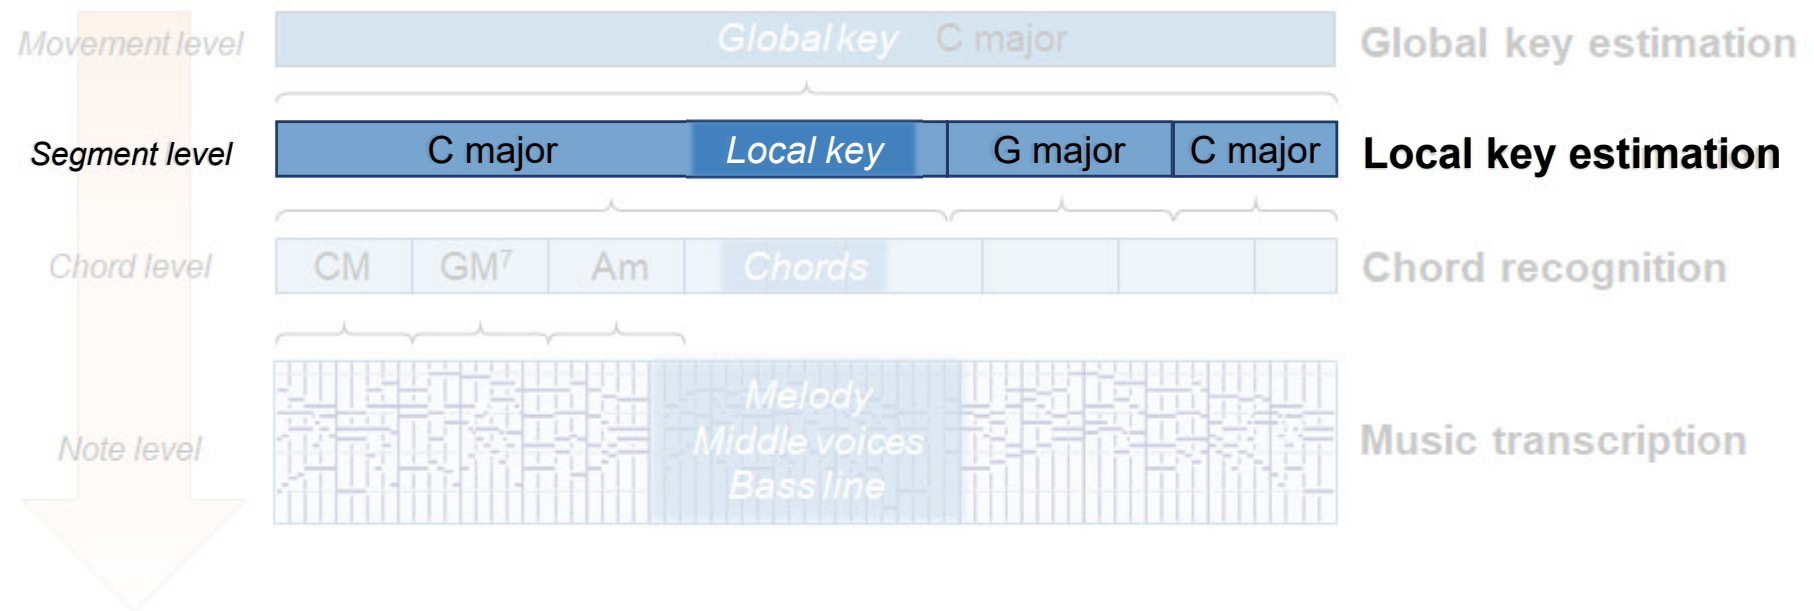 Movement level Global key C major Global key estimation
Segment level C major Local key G major C major Local key estimation
Chord level CM GM⁷ Am Chords Chord recognition
Melody
Note level Middle voices Music transcription
Bass line